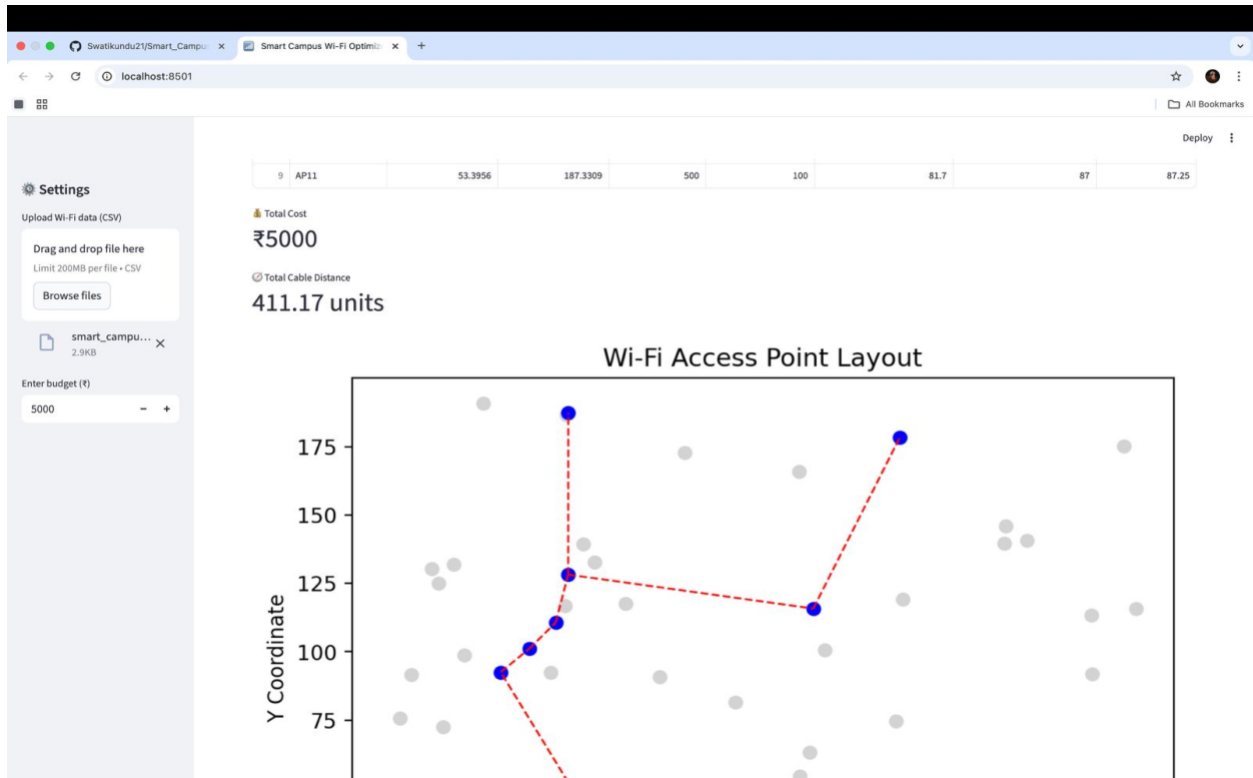 Swatikundu21/Smart_Campu
Smart Campus Wi-Fi Optimiz
localhost:8501
All Bookmarks
Deploy
Settings
Upload Wi-Fi data (CSV)
Drag and drop file here
Limit 200MB per file • CSV
Browse files
smart_campu...
2.9KB
Enter budget (₹)
5000 − +
9 AP11 53.3956 187.3309 500 100 81.7 87 87.25
Total Cost
₹5000
Total Cable Distance
411.17 units
Wi-Fi Access Point Layout
175
150
125
100
75
Y Coordinate